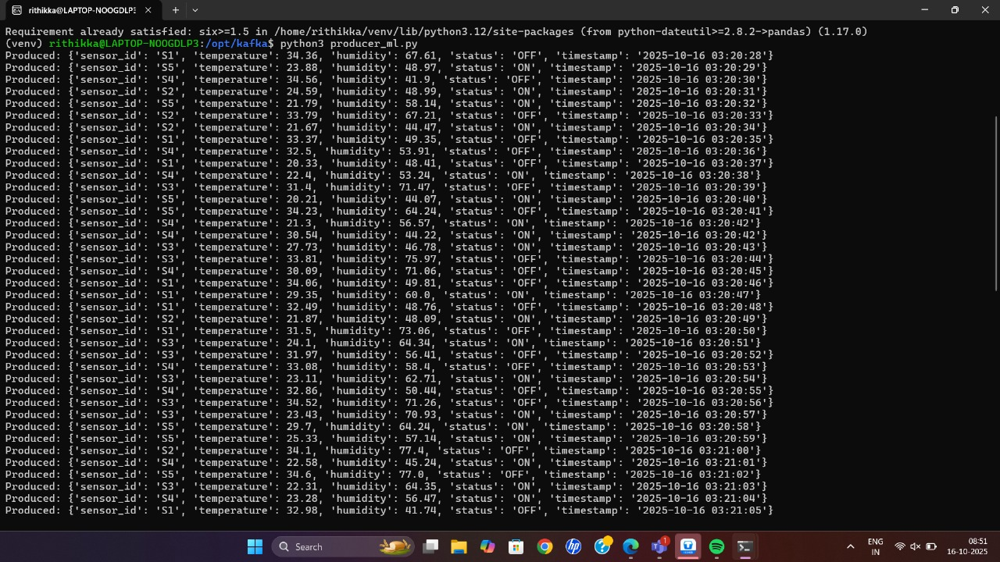 rithikka@LAPTOP-NOOGDLP3:
Requirement already satisfied: six>=1.5 in /home/rithikka/venv/lib/python3.12/site-packages (from python-dateutil>=2.8.2->pandas) (1.17.0)
(venv) rithikka@LAPTOP-NOOGDLP3:/opt/kafka$ python3 producer_ml.py
Produced: {'sensor_id': 'S1', 'temperature': 34.36, 'humidity': 67.61, 'status': 'OFF', 'timestamp': '2025-10-16 03:20:28'}
Produced: {'sensor_id': 'S5', 'temperature': 23.88, 'humidity': 48.97, 'status': 'ON', 'timestamp': '2025-10-16 03:20:29'}
Produced: {'sensor_id': 'S4', 'temperature': 34.56, 'humidity': 41.9, 'status': 'OFF', 'timestamp': '2025-10-16 03:20:30'}
Produced: {'sensor_id': 'S2', 'temperature': 24.59, 'humidity': 48.99, 'status': 'ON', 'timestamp': '2025-10-16 03:20:31'}
Produced: {'sensor_id': 'S5', 'temperature': 21.79, 'humidity': 58.14, 'status': 'ON', 'timestamp': '2025-10-16 03:20:32'}
Produced: {'sensor_id': 'S2', 'temperature': 33.79, 'humidity': 67.21, 'status': 'OFF', 'timestamp': '2025-10-16 03:20:33'}
Produced: {'sensor_id': 'S2', 'temperature': 21.67, 'humidity': 44.47, 'status': 'ON', 'timestamp': '2025-10-16 03:20:34'}
Produced: {'sensor_id': 'S1', 'temperature': 33.37, 'humidity': 49.35, 'status': 'OFF', 'timestamp': '2025-10-16 03:20:35'}
Produced: {'sensor_id': 'S4', 'temperature': 32.5, 'humidity': 53.91, 'status': 'OFF', 'timestamp': '2025-10-16 03:20:36'}
Produced: {'sensor_id': 'S1', 'temperature': 20.33, 'humidity': 48.41, 'status': 'OFF', 'timestamp': '2025-10-16 03:20:37'}
Produced: {'sensor_id': 'S4', 'temperature': 22.4, 'humidity': 53.24, 'status': 'ON', 'timestamp': '2025-10-16 03:20:38'}
Produced: {'sensor_id': 'S3', 'temperature': 31.4, 'humidity': 71.47, 'status': 'OFF', 'timestamp': '2025-10-16 03:20:39'}
Produced: {'sensor_id': 'S5', 'temperature': 20.21, 'humidity': 44.07, 'status': 'ON', 'timestamp': '2025-10-16 03:20:40'}
Produced: {'sensor_id': 'S5', 'temperature': 34.23, 'humidity': 64.24, 'status': 'OFF', 'timestamp': '2025-10-16 03:20:41'}
Produced: {'sensor_id': 'S4', 'temperature': 21.3, 'humidity': 56.57, 'status': 'ON', 'timestamp': '2025-10-16 03:20:42'}
Produced: {'sensor_id': 'S4', 'temperature': 30.54, 'humidity': 44.22, 'status': 'ON', 'timestamp': '2025-10-16 03:20:42'}
Produced: {'sensor_id': 'S3', 'temperature': 27.73, 'humidity': 46.78, 'status': 'ON', 'timestamp': '2025-10-16 03:20:43'}
Produced: {'sensor_id': 'S3', 'temperature': 33.81, 'humidity': 75.97, 'status': 'OFF', 'timestamp': '2025-10-16 03:20:44'}
Produced: {'sensor_id': 'S4', 'temperature': 30.09, 'humidity': 71.06, 'status': 'OFF', 'timestamp': '2025-10-16 03:20:45'}
Produced: {'sensor_id': 'S1', 'temperature': 34.06, 'humidity': 49.81, 'status': 'OFF', 'timestamp': '2025-10-16 03:20:46'}
Produced: {'sensor_id': 'S1', 'temperature': 29.35, 'humidity': 60.0, 'status': 'ON', 'timestamp': '2025-10-16 03:20:47'}
Produced: {'sensor_id': 'S1', 'temperature': 32.49, 'humidity': 48.76, 'status': 'OFF', 'timestamp': '2025-10-16 03:20:48'}
Produced: {'sensor_id': 'S2', 'temperature': 21.87, 'humidity': 48.09, 'status': 'ON', 'timestamp': '2025-10-16 03:20:49'}
Produced: {'sensor_id': 'S1', 'temperature': 31.5, 'humidity': 73.06, 'status': 'OFF', 'timestamp': '2025-10-16 03:20:50'}
Produced: {'sensor_id': 'S3', 'temperature': 24.1, 'humidity': 64.34, 'status': 'ON', 'timestamp': '2025-10-16 03:20:51'}
Produced: {'sensor_id': 'S3', 'temperature': 31.97, 'humidity': 56.41, 'status': 'OFF', 'timestamp': '2025-10-16 03:20:52'}
Produced: {'sensor_id': 'S4', 'temperature': 33.08, 'humidity': 58.4, 'status': 'OFF', 'timestamp': '2025-10-16 03:20:53'}
Produced: {'sensor_id': 'S3', 'temperature': 23.11, 'humidity': 62.71, 'status': 'ON', 'timestamp': '2025-10-16 03:20:54'}
Produced: {'sensor_id': 'S4', 'temperature': 32.86, 'humidity': 50.44, 'status': 'OFF', 'timestamp': '2025-10-16 03:20:55'}
Produced: {'sensor_id': 'S3', 'temperature': 34.52, 'humidity': 71.26, 'status': 'OFF', 'timestamp': '2025-10-16 03:20:56'}
Produced: {'sensor_id': 'S3', 'temperature': 23.43, 'humidity': 70.93, 'status': 'ON', 'timestamp': '2025-10-16 03:20:57'}
Produced: {'sensor_id': 'S5', 'temperature': 29.7, 'humidity': 64.24, 'status': 'ON', 'timestamp': '2025-10-16 03:20:58'}
Produced: {'sensor_id': 'S5', 'temperature': 25.33, 'humidity': 57.14, 'status': 'ON', 'timestamp': '2025-10-16 03:20:59'}
Produced: {'sensor_id': 'S2', 'temperature': 34.1, 'humidity': 77.4, 'status': 'OFF', 'timestamp': '2025-10-16 03:21:00'}
Produced: {'sensor_id': 'S4', 'temperature': 22.58, 'humidity': 45.24, 'status': 'ON', 'timestamp': '2025-10-16 03:21:01'}
Produced: {'sensor_id': 'S5', 'temperature': 34.6, 'humidity': 77.0, 'status': 'OFF', 'timestamp': '2025-10-16 03:21:02'}
Produced: {'sensor_id': 'S3', 'temperature': 22.31, 'humidity': 64.35, 'status': 'ON', 'timestamp': '2025-10-16 03:21:03'}
Produced: {'sensor_id': 'S4', 'temperature': 23.28, 'humidity': 56.47, 'status': 'ON', 'timestamp': '2025-10-16 03:21:04'}
Produced: {'sensor_id': 'S1', 'temperature': 32.98, 'humidity': 41.74, 'status': 'OFF', 'timestamp': '2025-10-16 03:21:05'}
Search
hp
1
ENG
IN
08:51
16-10-2025